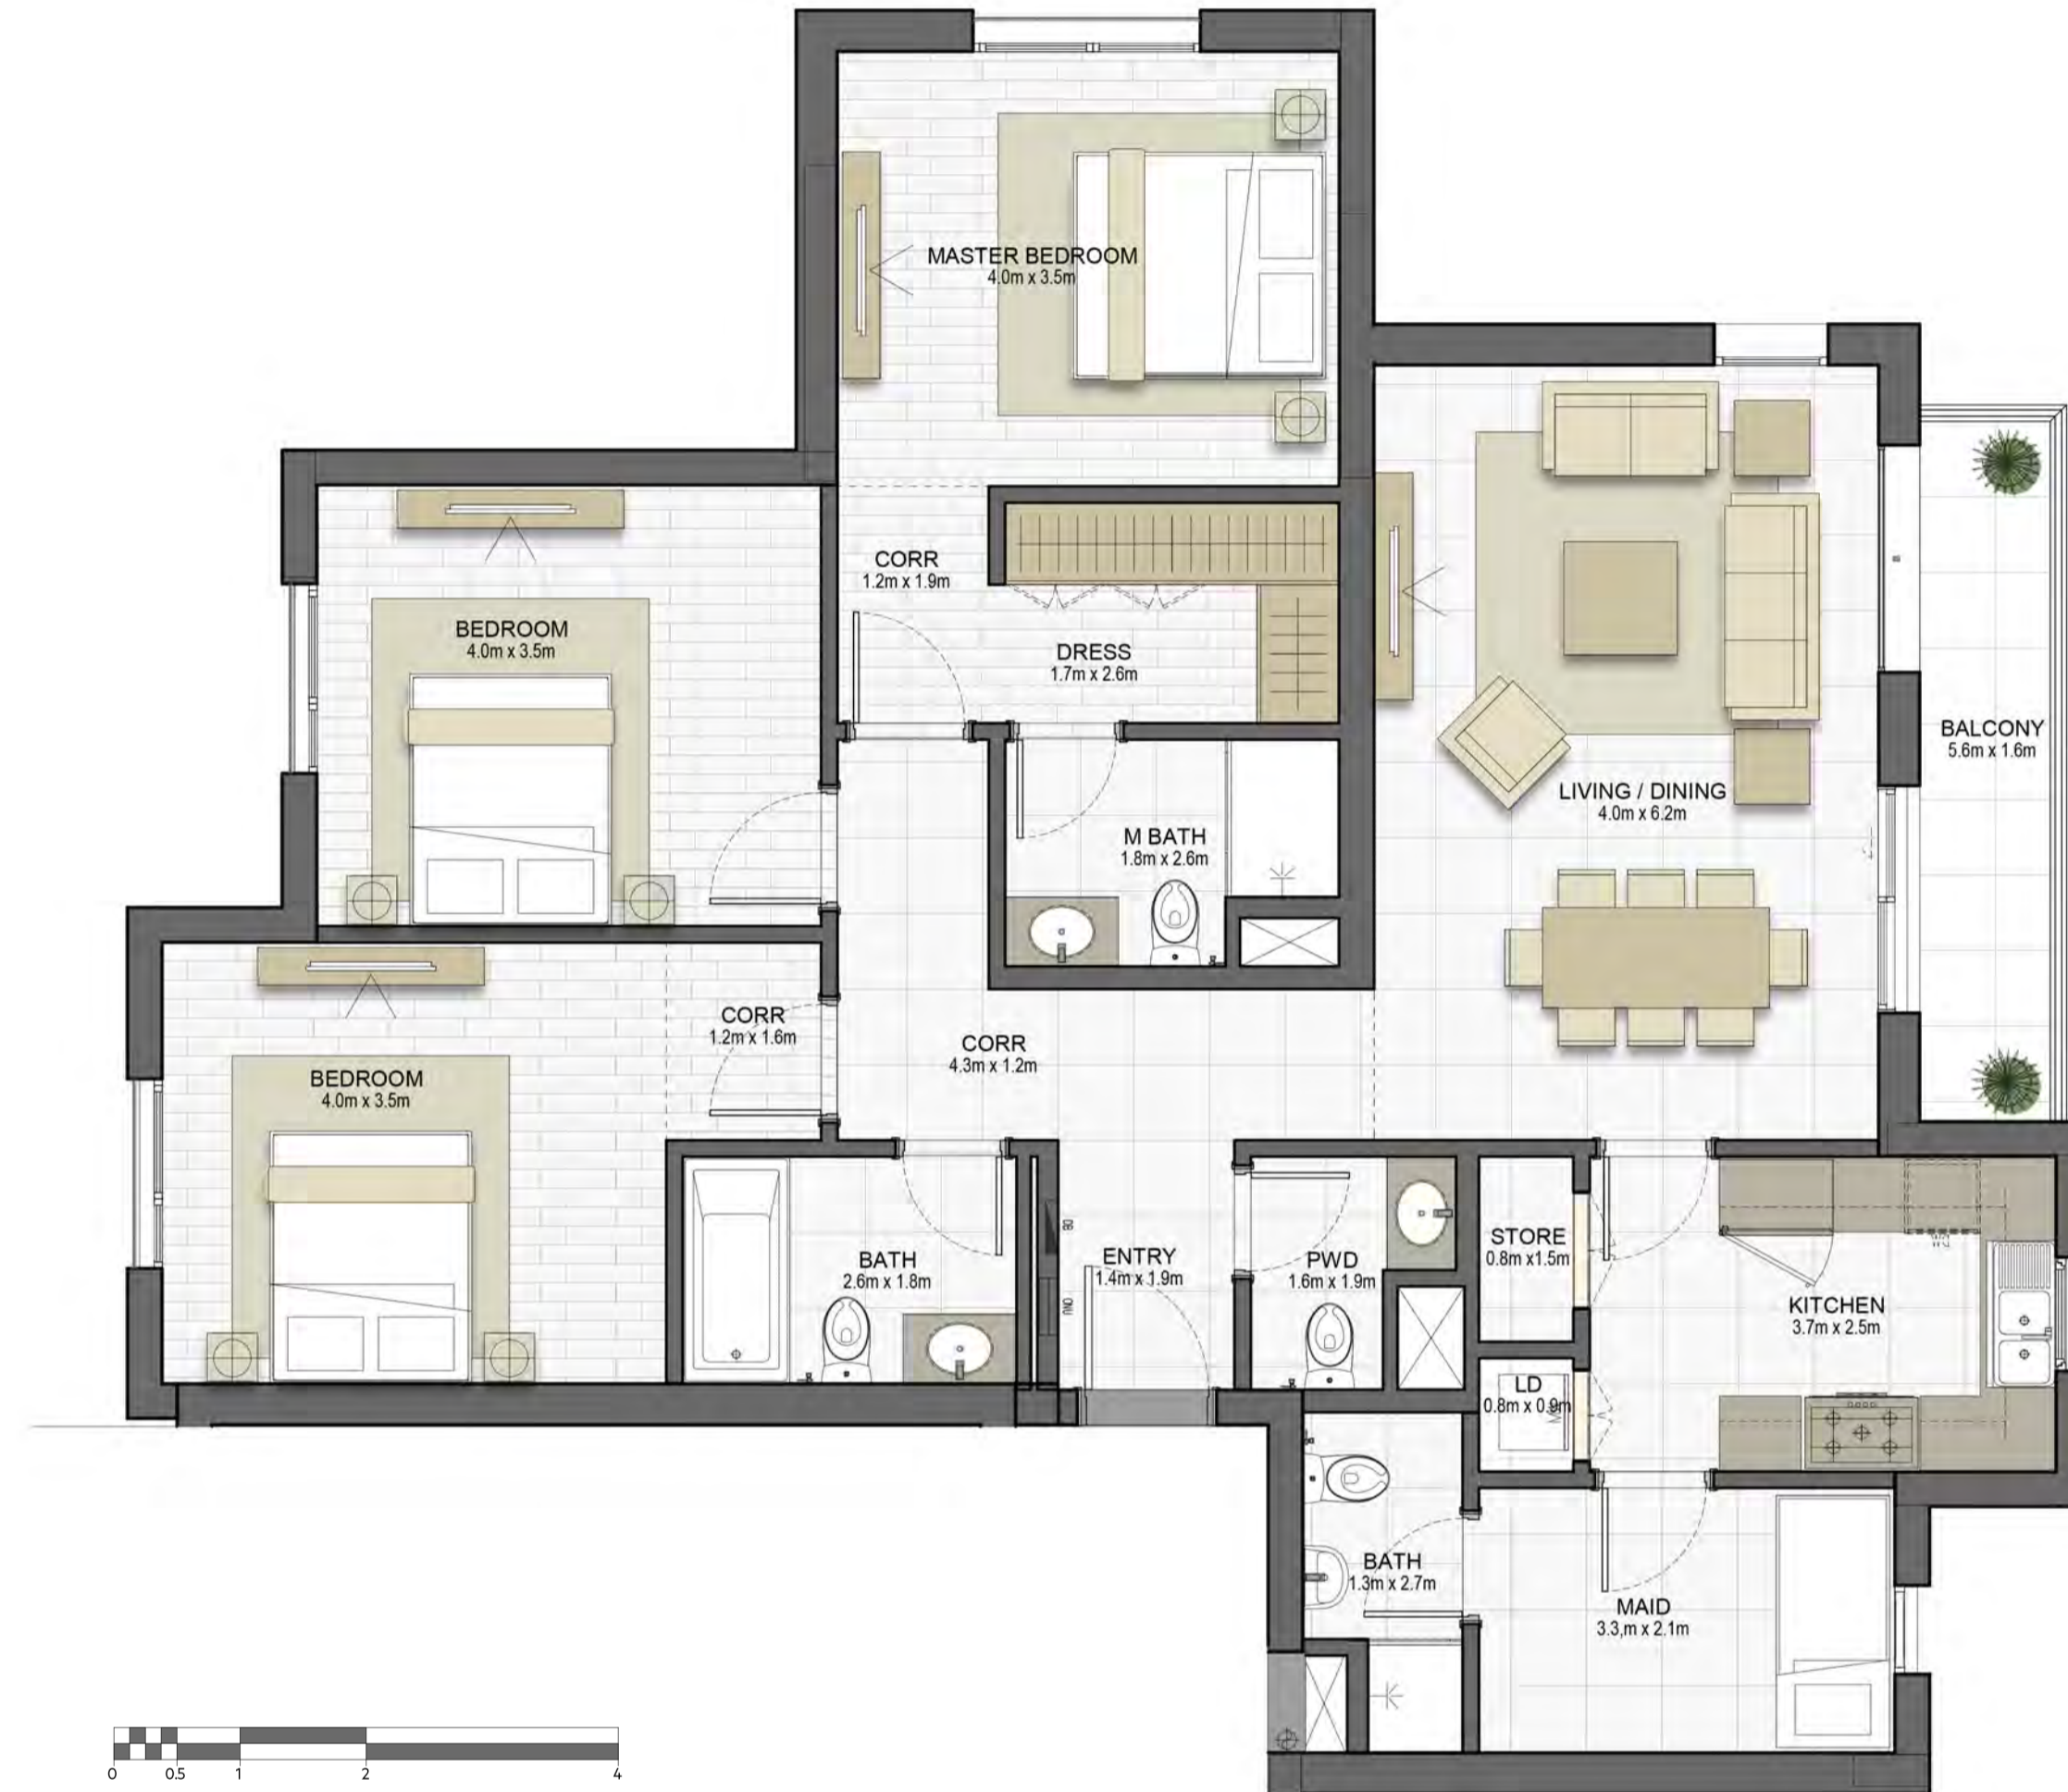 MASTER BEDROOM
4.0m x 3.5m
CORR
1.2m x 1.9m
BEDROOM
4.0m x 3.5m
DRESS
1.7m x 2.6m
BALCONY
5.6m x 1.6m
LIVING / DINING
4.0m x 6.2m
M BATH
1.8m x 2.6m
CORR
1.2m x 1.6m
CORR
4.3m x 1.2m
BEDROOM
4.0m x 3.5m
DB
STORE
0.8m x1.5m
BATH
2.6m x 1.8m
ENTRY
1.4m x 1.9m
PWD
1.6m x 1.9m
KITCHEN
3.7m x 2.5m
LD
0.8m x 0.9m
BATH
1.3m x 2.7m
MAID
3.3,m x 2.1m
0 0.5 1 2 4